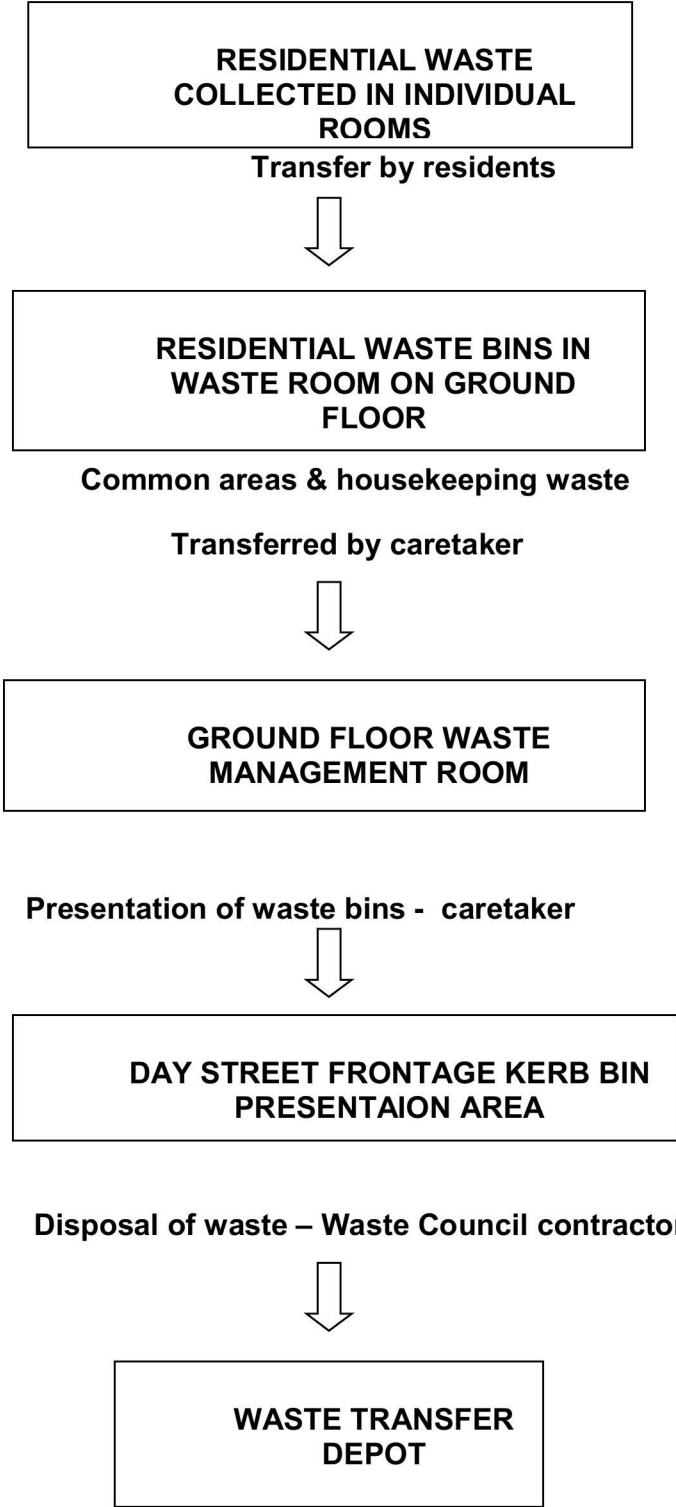 RESIDENTIAL WASTE
COLLECTED IN INDIVIDUAL
ROOMS
Transfer by residents
RESIDENTIAL WASTE BINS IN
WASTE ROOM ON GROUND
FLOOR
Common areas & housekeeping waste
Transferred by caretaker
GROUND FLOOR WASTE
MANAGEMENT ROOM
Presentation of waste bins - caretaker
DAY STREET FRONTAGE KERB BIN
PRESENTAION AREA
Disposal of waste – Waste Council contractor
WASTE TRANSFER
DEPOT